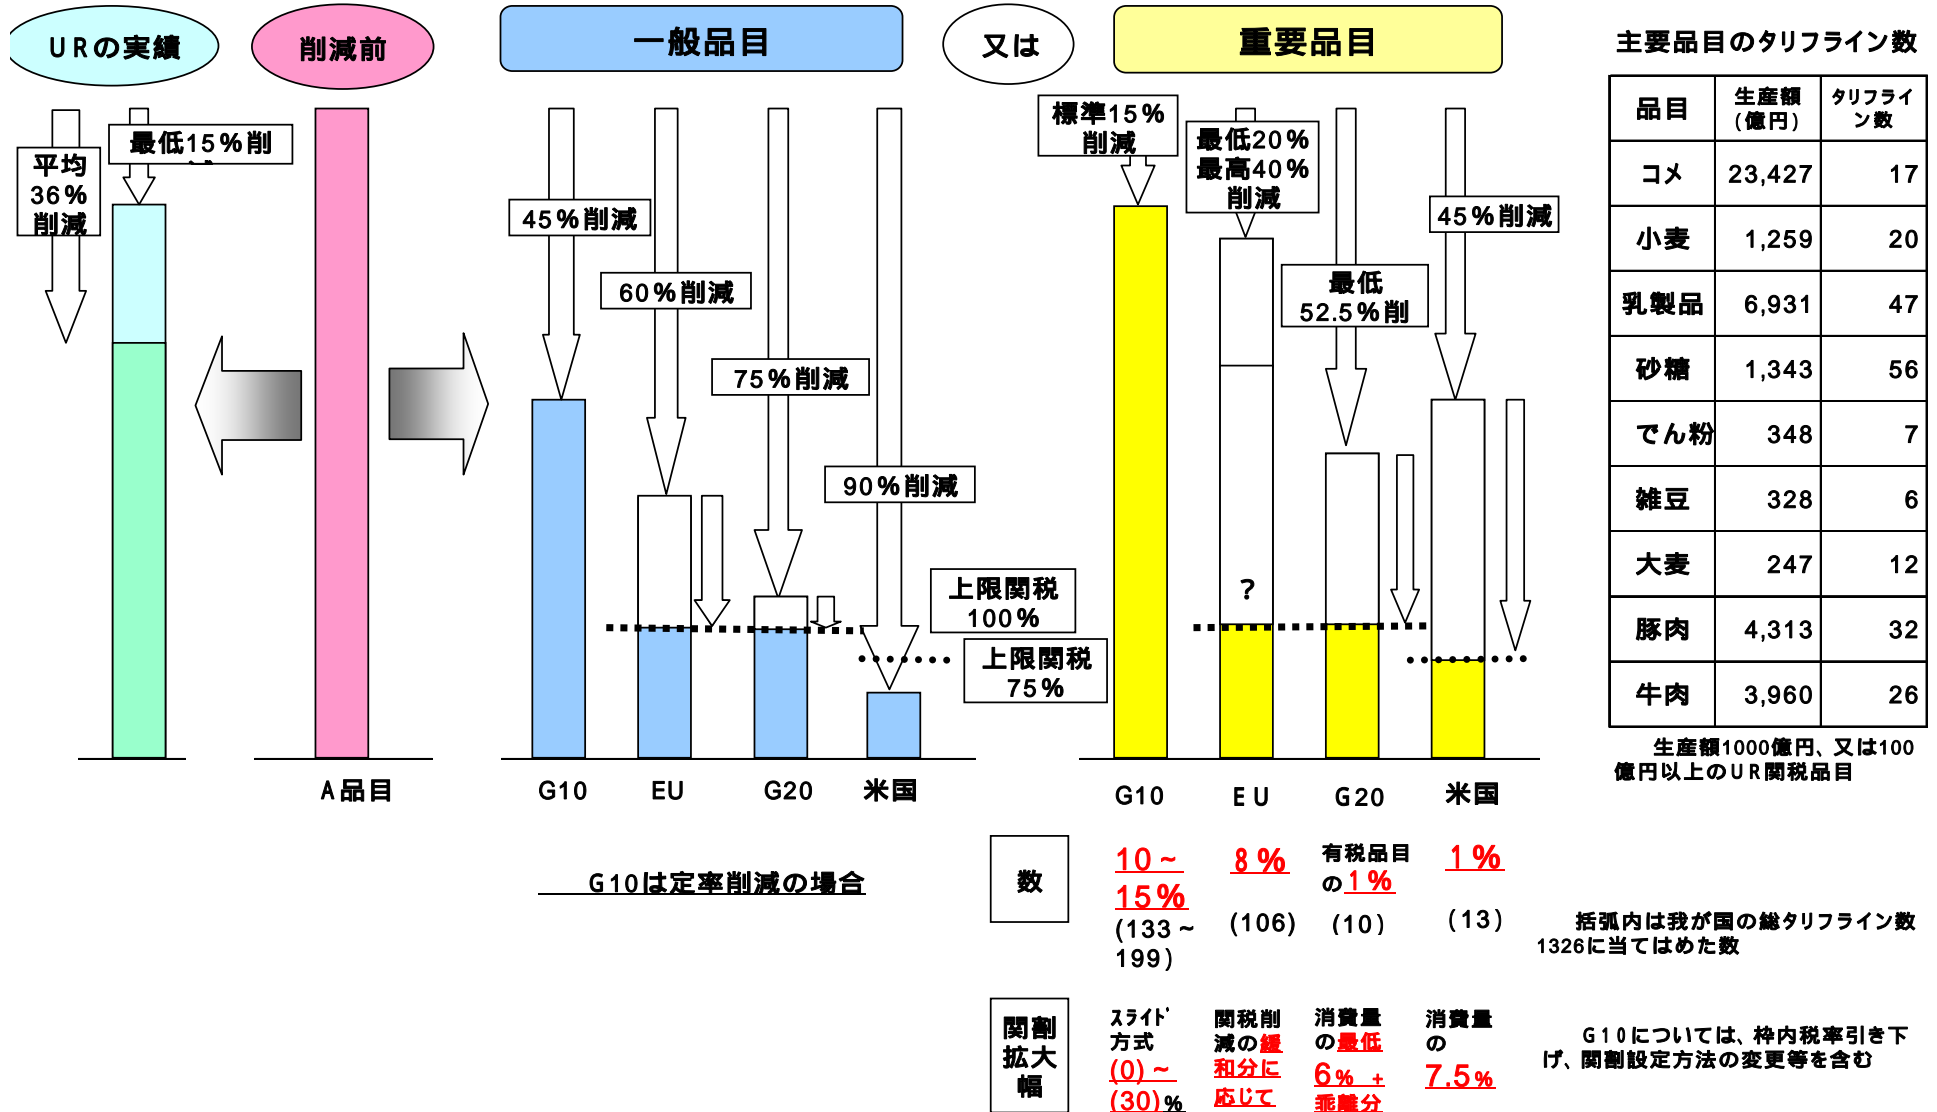 URの実績
削減前
一般品目
又は
重要品目
平均
36%
削減
最低15%削
45%削減
60%削減
75%削減
90%削減
上限関税
100%
上限関税
75%
標準15%
削減
最低20%
最高40%
削減
最低
52.5%削
45%削減
?
A品目
G10
EU
G20
米国
G10
EU
G20
米国
G10は定率削減の場合
主要品目のタリフライン数
品目 生産額(億円) タリフライン数
コメ 23,427 17
小麦 1,259 20
乳製品 6,931 47
砂糖 1,343 56
でん粉 348 7
雑豆 328 6
大麦 247 12
豚肉 4,313 32
牛肉 3,960 26
生産額1000億円、又は100
億円以上のUR関税品目
数
10~
15%
(133~
199)
8%
(106)
有税品目
の1%
(10)
1%
(13)
括弧内は我が国の総タリフライン数
1326に当てはめた数
関割
拡大
幅
スライド
方式
(0)~
(30)%
関税削
減の緩
和分に
応じて
消費量
の最低
6% +
乖離分
消費量
の
7.5%
G10については、枠内税率引き下
げ、関割設定方法の変更等を含む